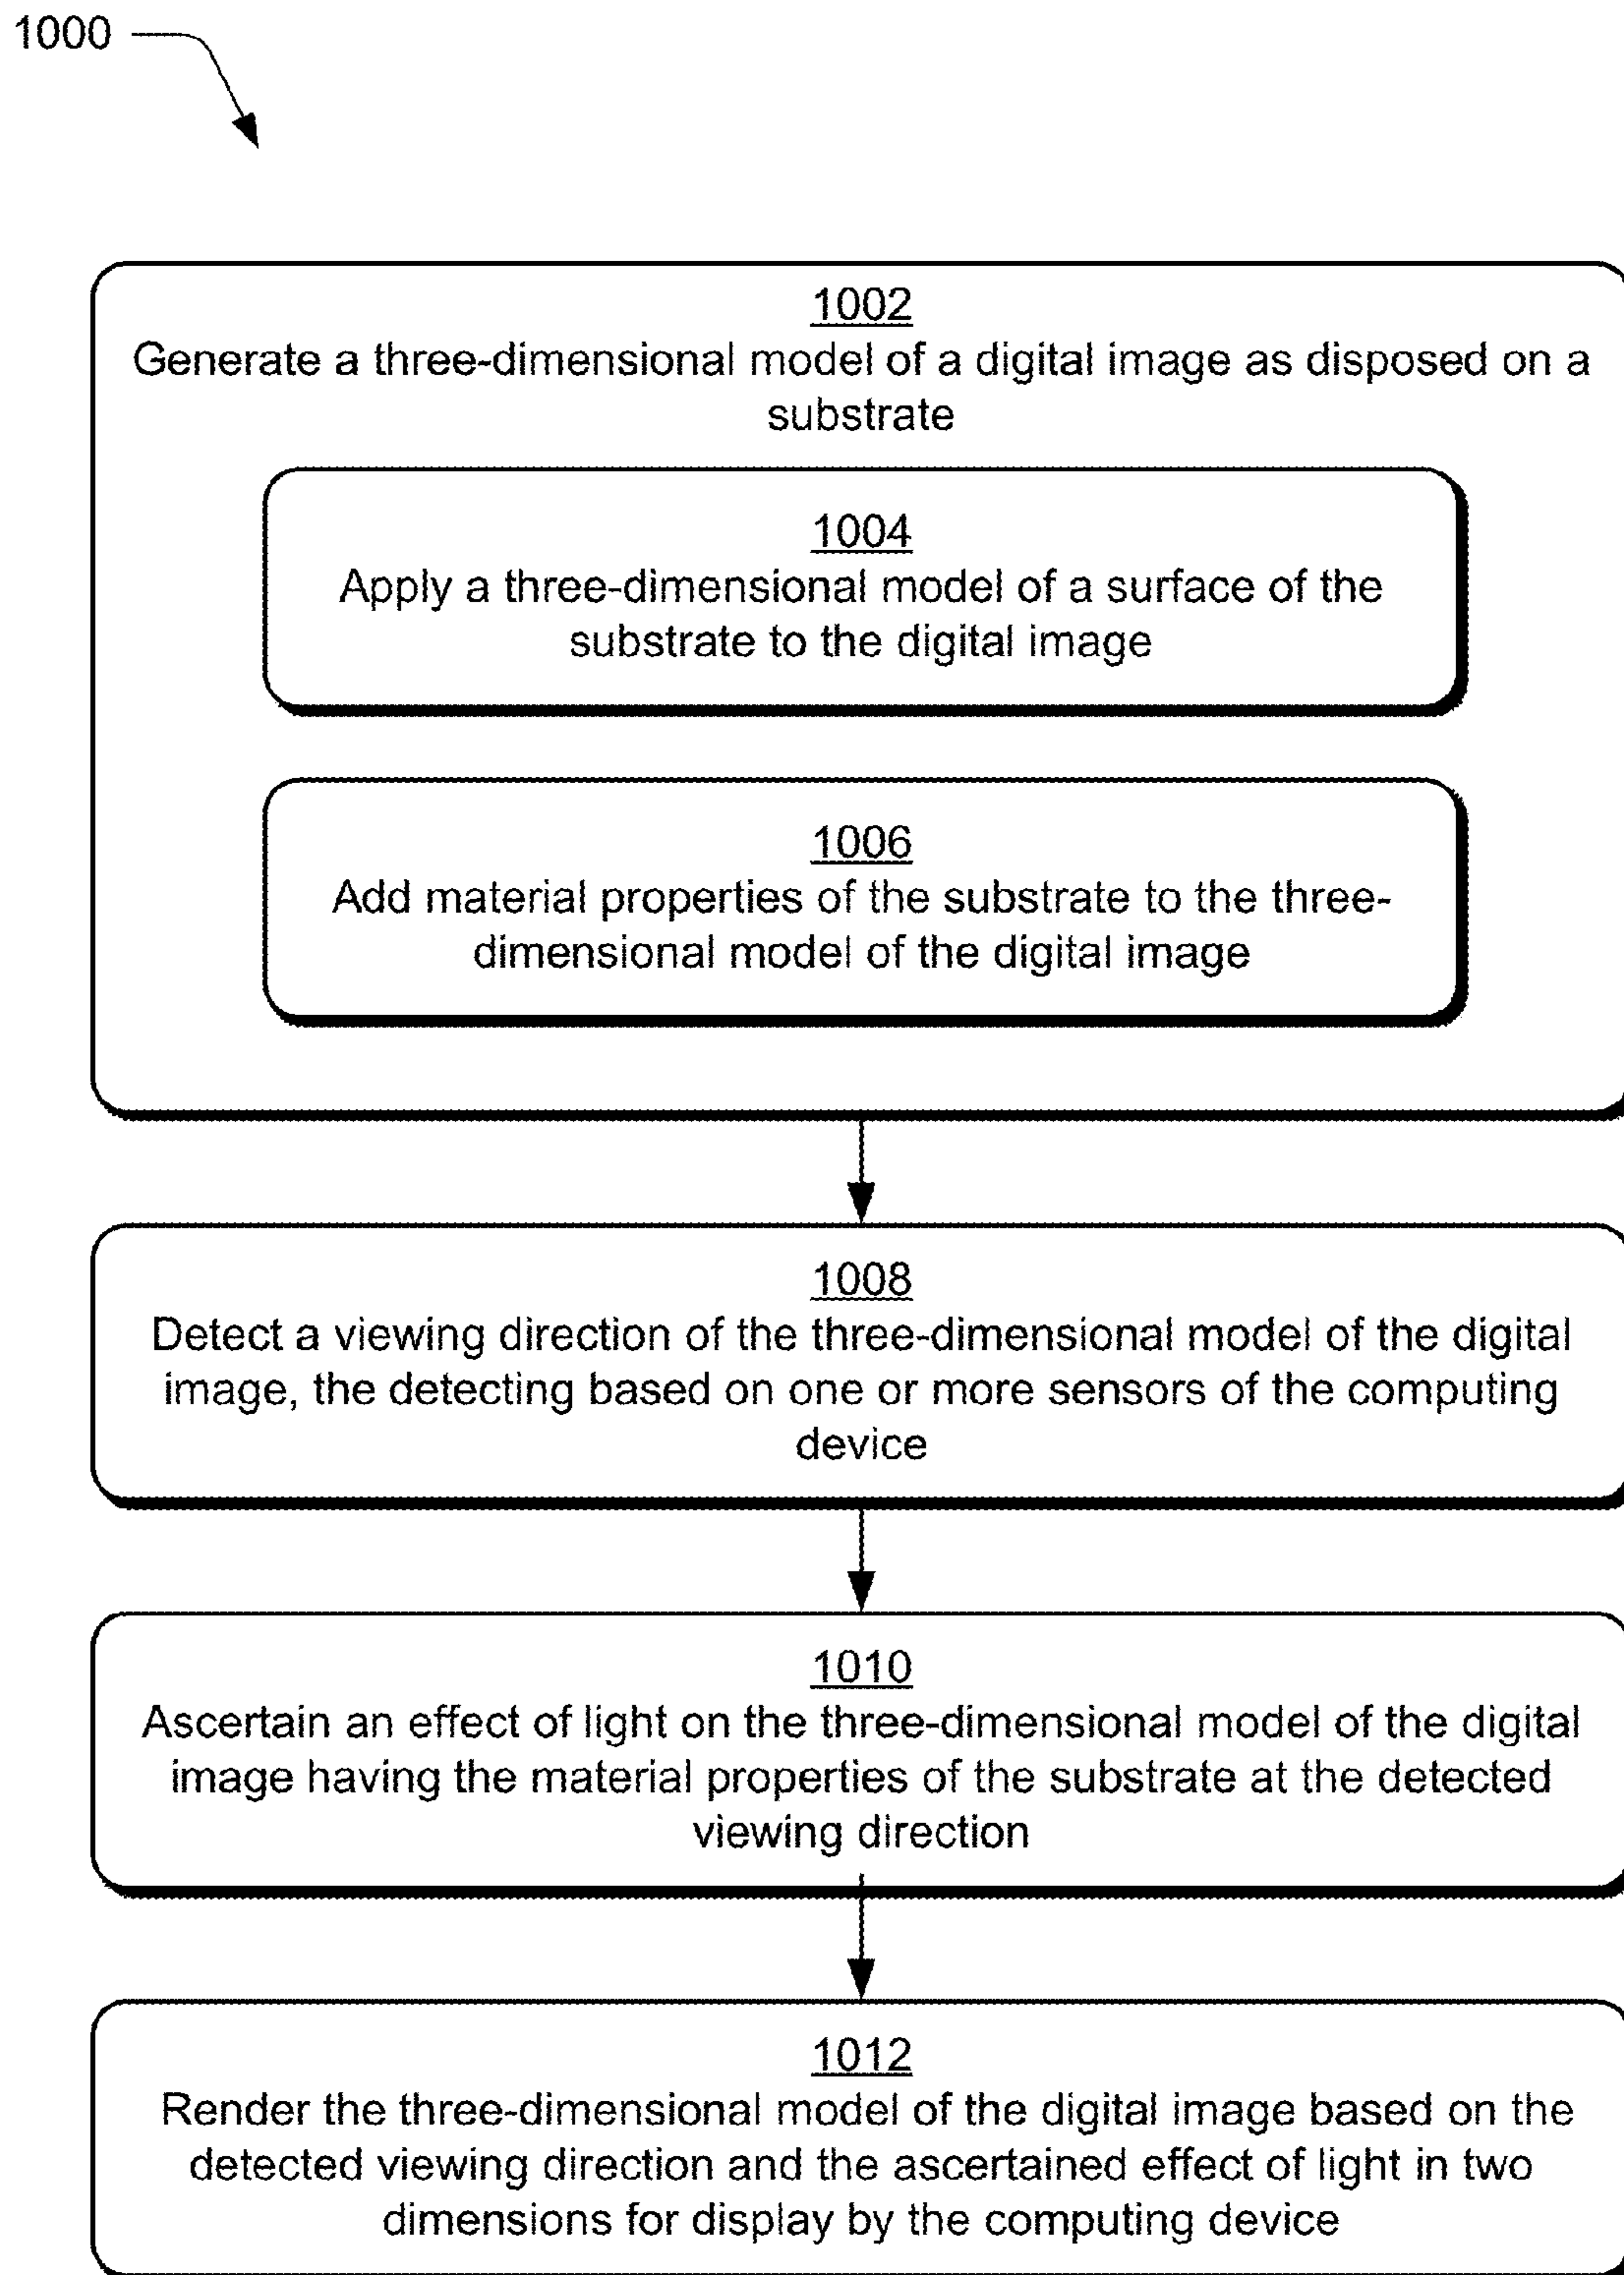 1000
1002
Generate a three-dimensional model of a digital image as disposed on a
substrate
1004
Apply a three-dimensional model of a surface of the
substrate to the digital image
1006
Add material properties of the substrate to the three-
dimensional model of the digital image
1008
Detect a viewing direction of the three-dimensional model of the digital
image, the detecting based on one or more sensors of the computing
device
1010
Ascertain an effect of light on the three-dimensional model of the digital
image having the material properties of the substrate at the detected
viewing direction
1012
Render the three-dimensional model of the digital image based on the
detected viewing direction and the ascertained effect of light in two
dimensions for display by the computing device